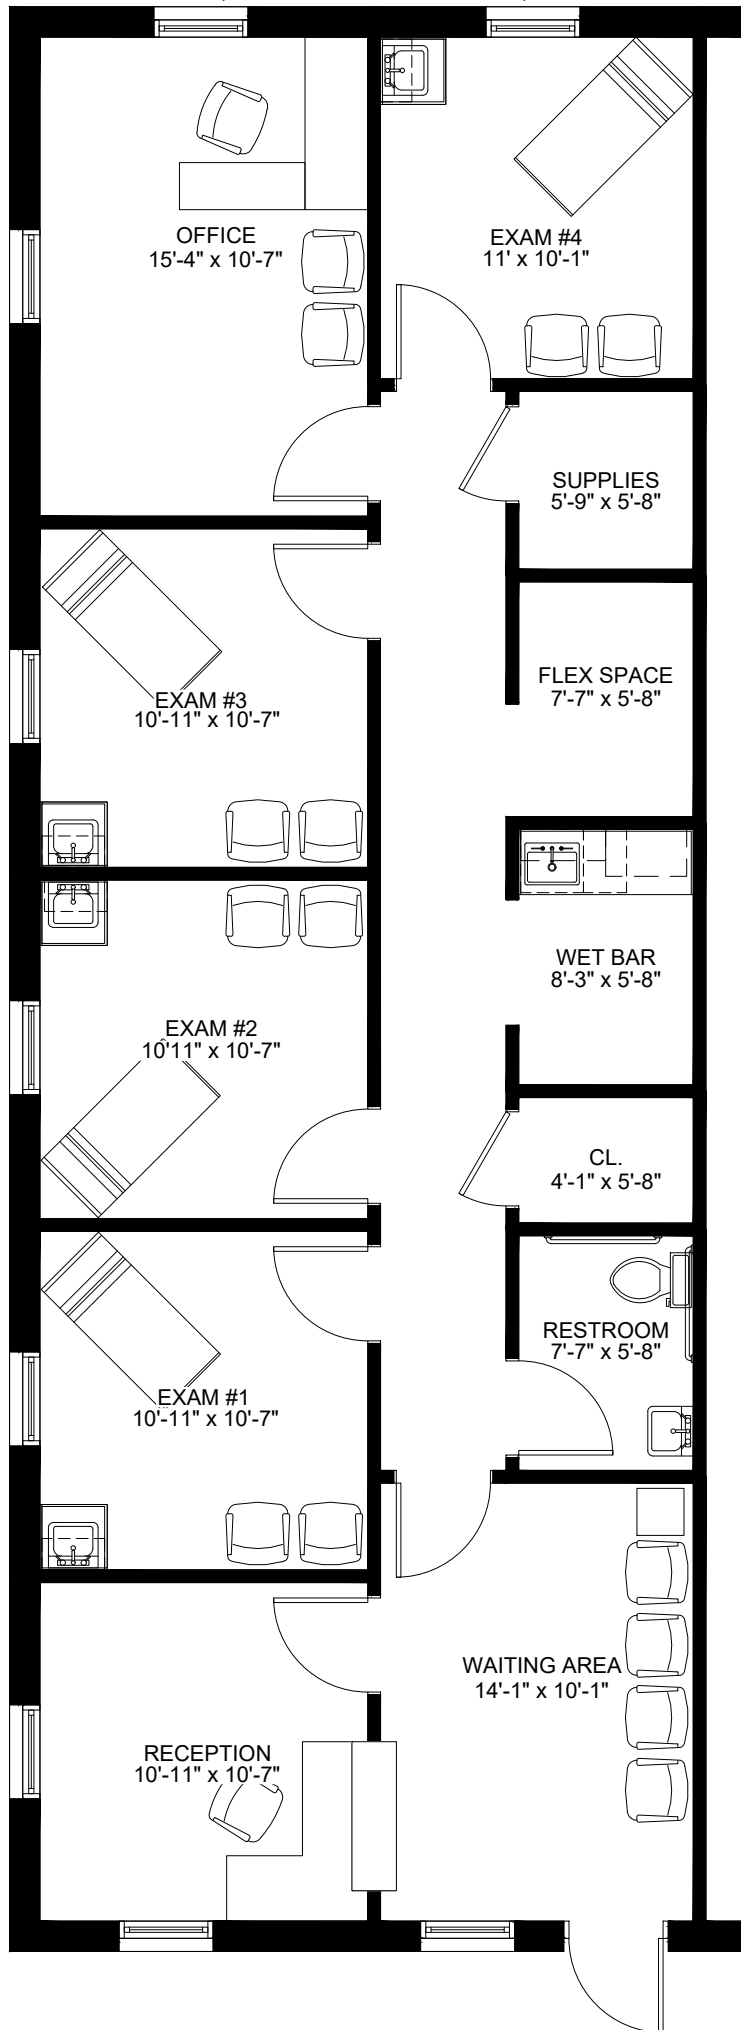 OFFICE
15'-4" x 10'-7"
EXAM #4
11' x 10'-1"
SUPPLIES
5'-9" x 5'-8"
FLEX SPACE
7'-7" x 5'-8"
EXAM #3
10'-11" x 10'-7"
WET BAR
8'-3" x 5'-8"
EXAM #2
10'11" x 10'-7"
CL.
4'-1" x 5'-8"
RESTROOM
7'-7" x 5'-8"
EXAM #1
10'-11" x 10'-7"
WAITING AREA
14'-1" x 10'-1"
RECEPTION
10'-11" x 10'-7"